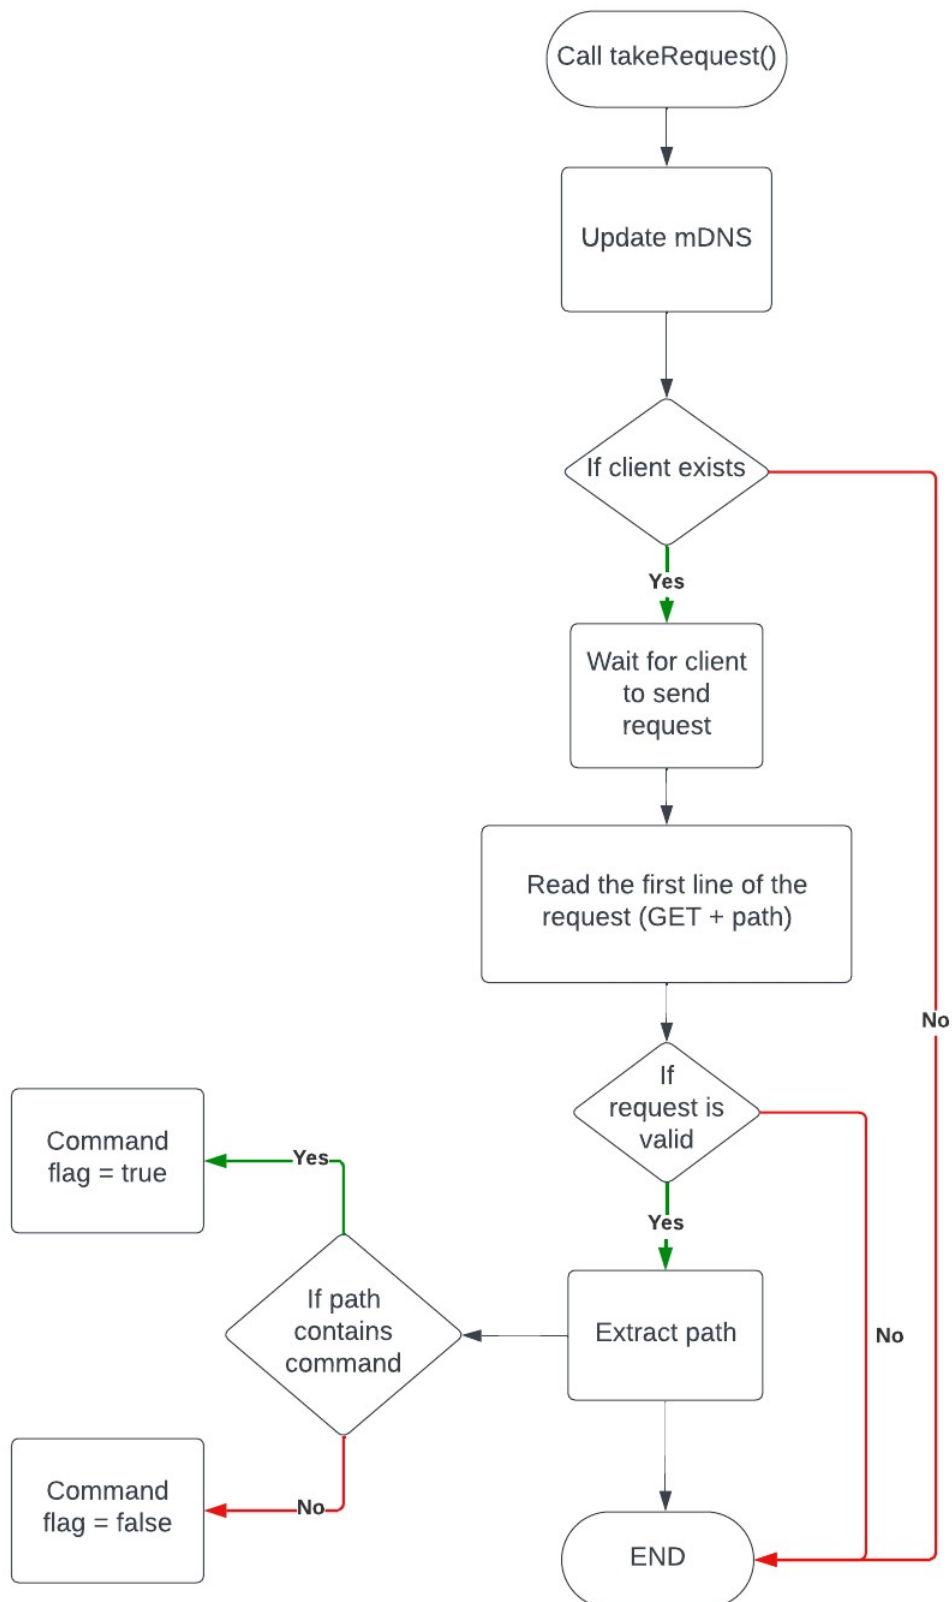 Call takeRequest()
Update mDNS
If client exists
Yes
Wait for client
to send
request
Read the first line of the
request (GET + path)
No
If
request is
valid
Yes
Command
flag = true
Yes
If path
contains
command
Extract path
No
Command
flag = false
No
END